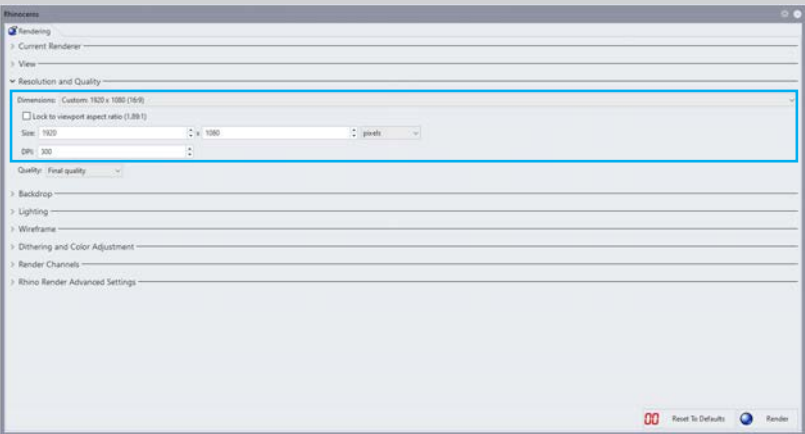 Rhinoceros
Rendering
Current Renderer
View
Resolution and Quality
Dimensions: Custom: 1920 x 1080 (16:9)
Lock to viewport aspect ratio (1.89:1)
Size: 1920 x 1080 pixels
DPI: 300
Quality: Final quality
Backdrop
Lighting
Wireframe
Dithering and Color Adjustment
Render Channels
Rhino Render Advanced Settings
Reset To Defaults Render